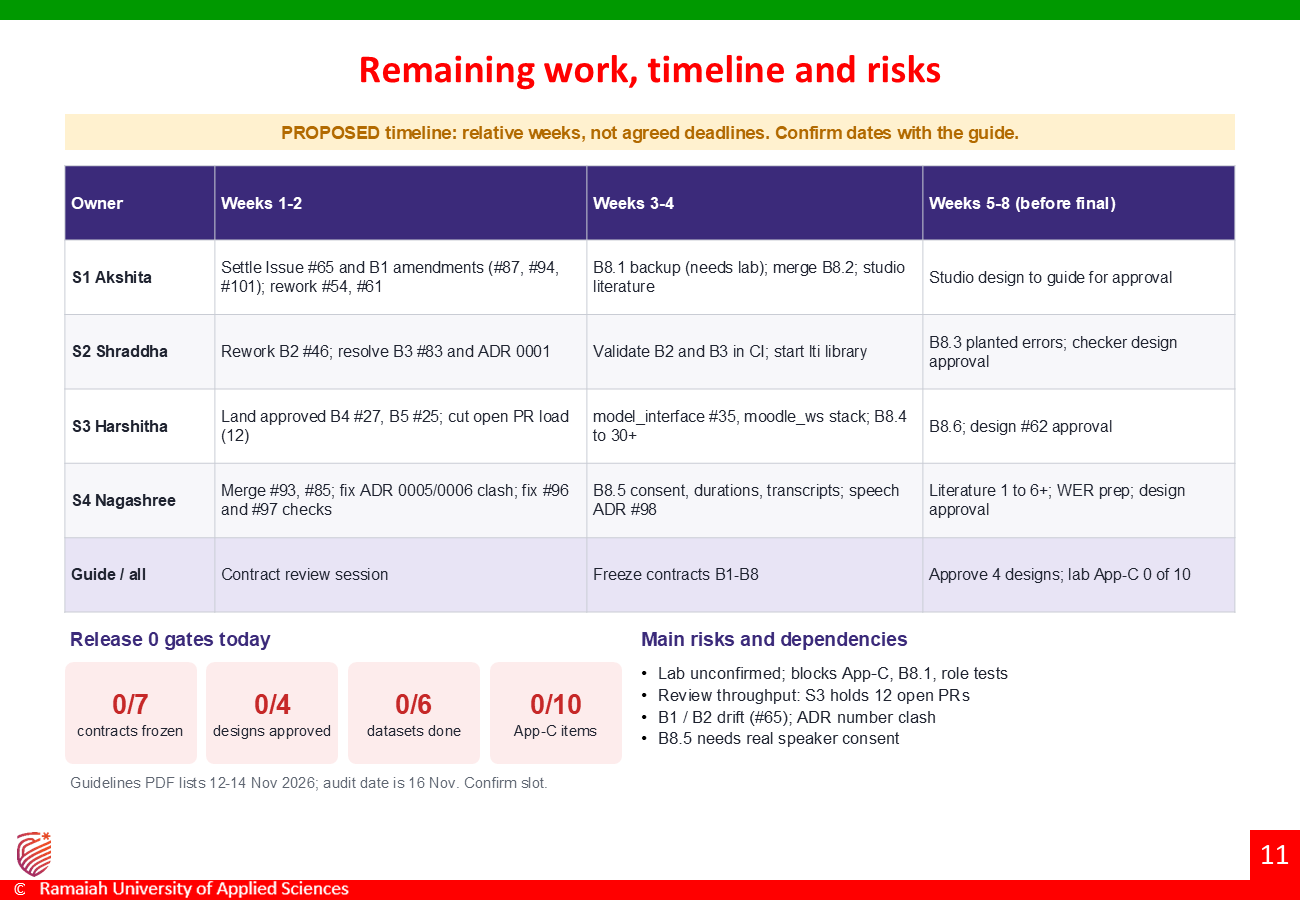 Remaining work, timeline and risks
PROPOSED timeline: relative weeks, not agreed deadlines. Confirm dates with the guide.
Owner
Weeks 1-2
Weeks 3-4
Weeks 5-8 (before final)
S1 Akshita
Settle Issue #65 and B1 amendments (#87, #94,
#101); rework #54, #61
B8.1 backup (needs lab); merge B8.2; studio
literature
Studio design to guide for approval
S2 Shraddha
Rework B2 #46; resolve B3 #83 and ADR 0001
Validate B2 and B3 in CI; start lti library
B8.3 planted errors; checker design
approval
S3 Harshitha
Land approved B4 #27, B5 #25; cut open PR load
(12)
model_interface #35, moodle_ws stack; B8.4
to 30+
B8.6; design #62 approval
S4 Nagashree
Merge #93, #85; fix ADR 0005/0006 clash; fix #96
and #97 checks
B8.5 consent, durations, transcripts; speech
ADR #98
Literature 1 to 6+; WER prep; design
approval
Guide / all
Contract review session
Freeze contracts B1-B8
Approve 4 designs; lab App-C 0 of 10
Release 0 gates today
0/7
contracts frozen
0/4
designs approved
0/6
datasets done
0/10
App-C items
Guidelines PDF lists 12-14 Nov 2026; audit date is 16 Nov. Confirm slot.
Main risks and dependencies
• Lab unconfirmed; blocks App-C, B8.1, role tests
• Review throughput: S3 holds 12 open PRs
• B1 / B2 drift (#65); ADR number clash
• B8.5 needs real speaker consent
11
© Ramaiah University of Applied Sciences